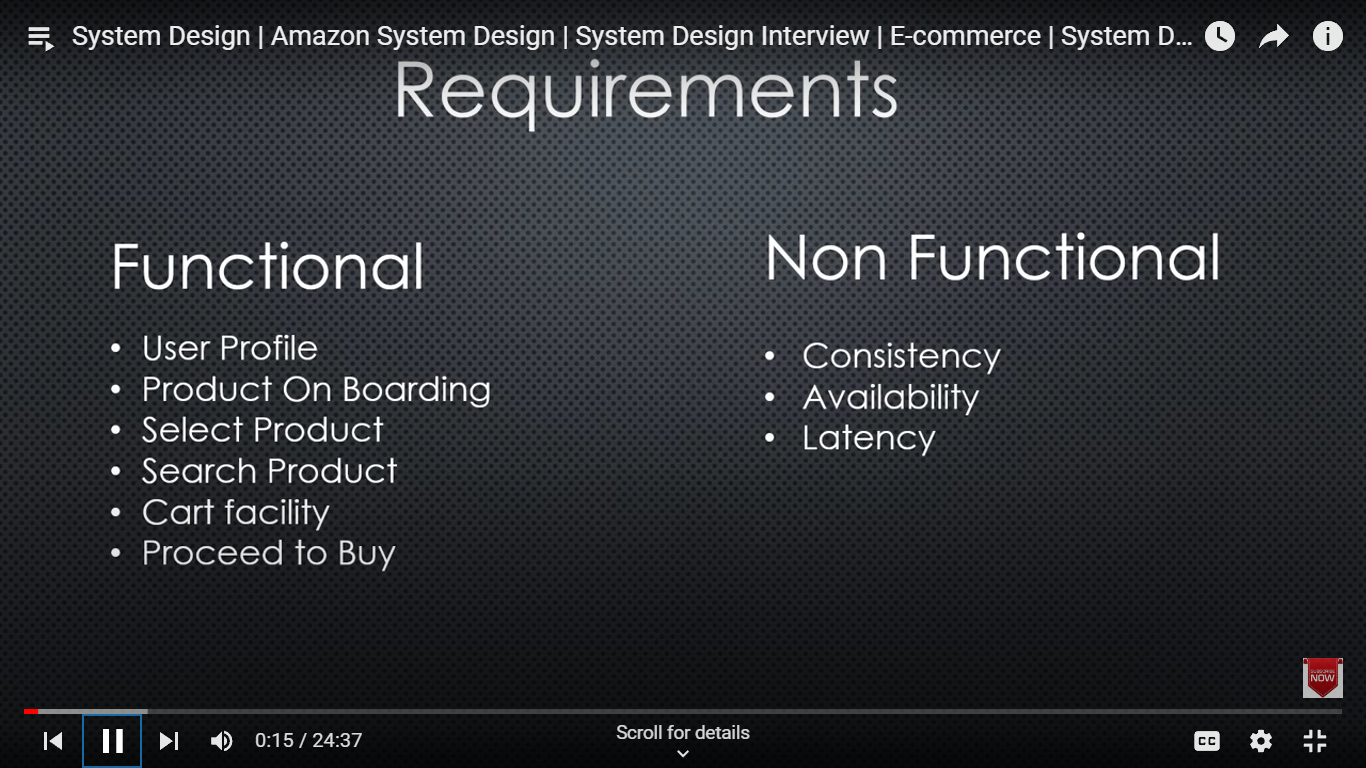 System Design | Amazon System Design | System Design Interview | E-commerce | System D...
Requirements
Functional
• User Profile
• Product On Boarding
• Select Product
• Search Product
• Cart facility
• Proceed to Buy
Non Functional
• Consistency
• Availability
• Latency
SUBSCRIBE
NOW
0:15 / 24:37
Scroll for details
CC